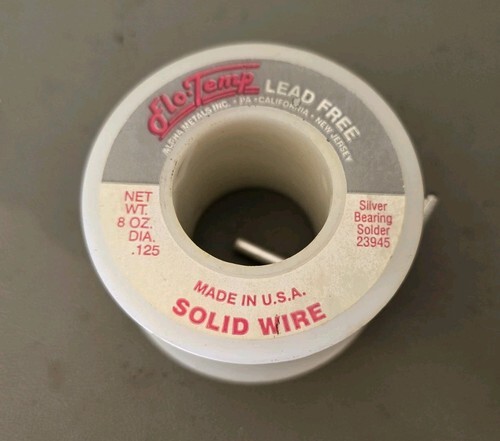 Flo-Temp
LEAD FREE
ALPHA METALS INC. • PA • CALIFORNIA • NEW JERSEY
NET
WT.
8 OZ.
DIA.
.125
Silver
Bearing
Solder
23945
MADE IN U.S.A.
SOLID WIRE